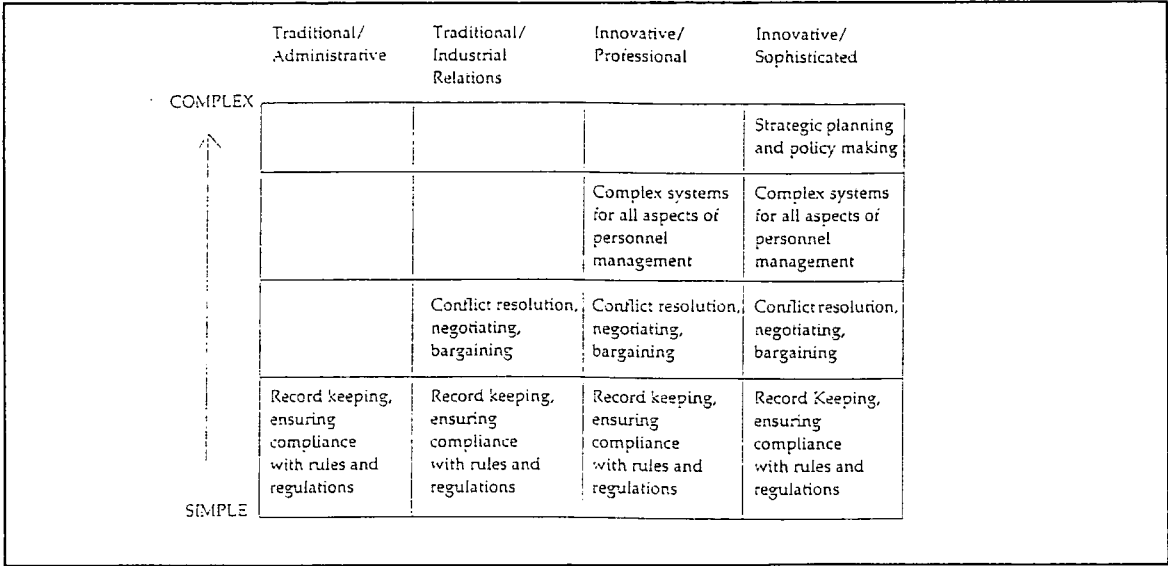 Traditional/
Administrative
Traditional/
Industrial
Relations
Innovative/
Professional
Innovative/
Sophisticated
COMPLEX
Strategic planning
and policy making
Complex systems
for all aspects of
personnel
management
Complex systems
for all aspects of
personnel
management
Conflict resolution,
negotiating,
bargaining
Conflict resolution,
negotiating,
bargaining
Conflict resolution,
negotiating,
bargaining
Record keeping,
ensuring
compliance
with rules and
regulations
Record keeping,
ensuring
compliance
with rules and
regulations
Record keeping,
ensuring
compliance
with rules and
regulations
Record Keeping,
ensuring
compliance
with rules and
regulations
SIMPLE